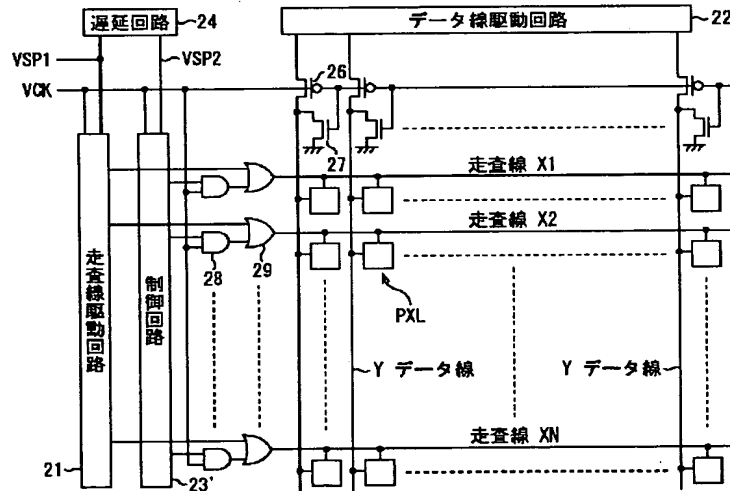 遅延回路 24
データ線駆動回路 22
VSP1
VSP2
VCK
26
27
走査線 X1
走査線 X2
28
29
走査線駆動回路
制御回路
PXL
Y データ線
Y データ線
走査線 XN
21
23'